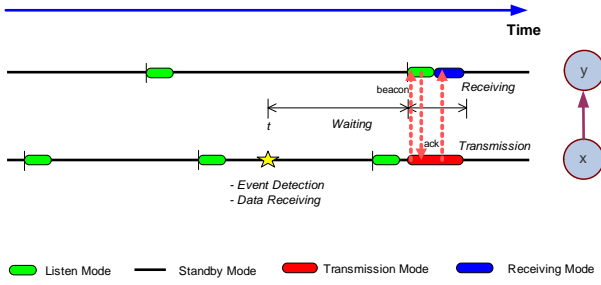 Time
y
beacon
Receiving
t
Waiting
ack
Transmission
x
- Event Detection
- Data Receiving
Listen Mode
Standby Mode
Transmission Mode
Receiving Mode